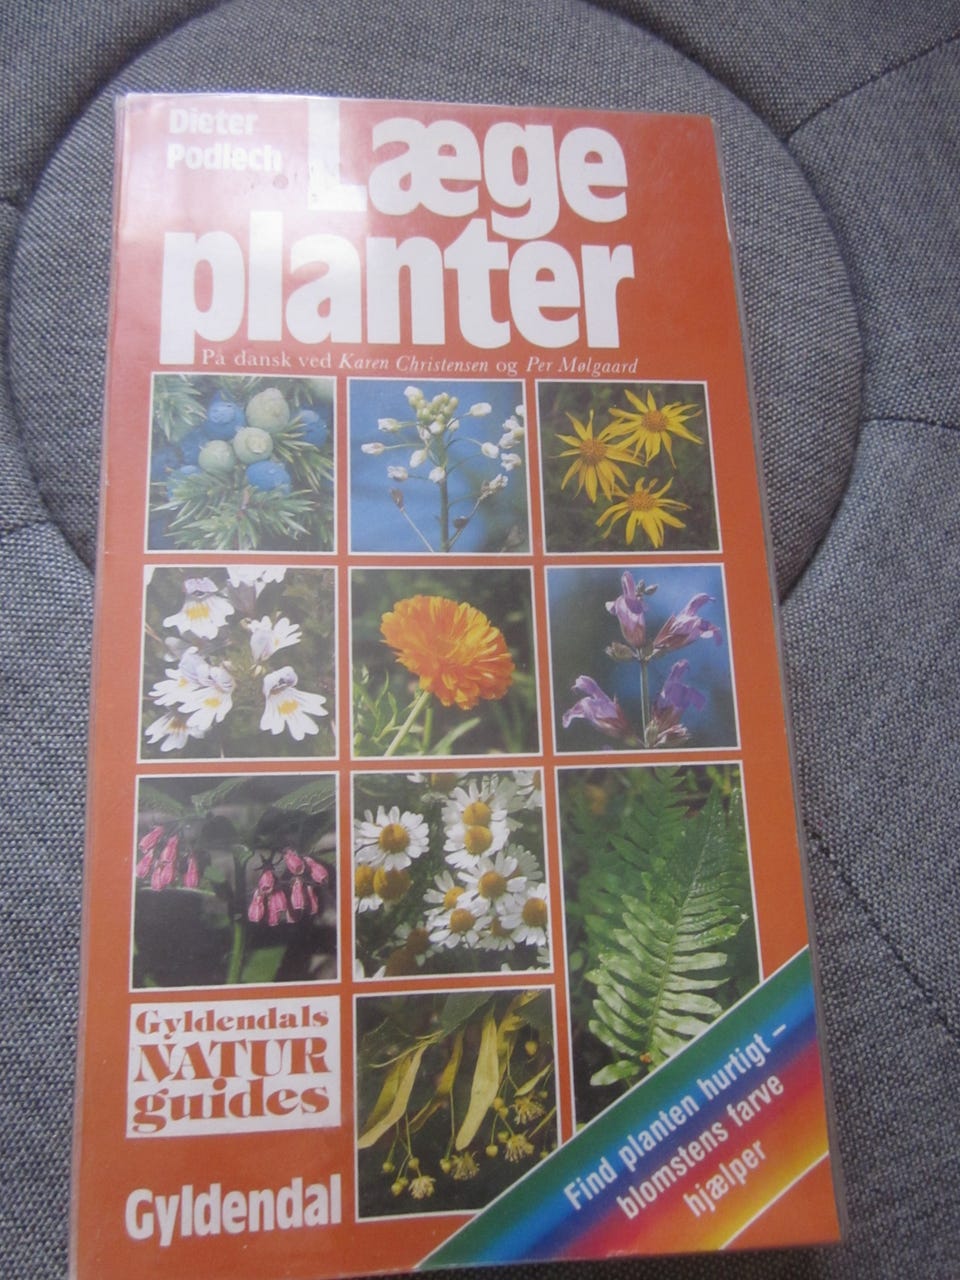 Dieter
Podlech
Læge
planter
På dansk ved Karen Christensen og Per Mølgaard
Gyldendals
NATUR
guides
Gyldendal
Find planten hurtigt –
blomstens farve
hjælper